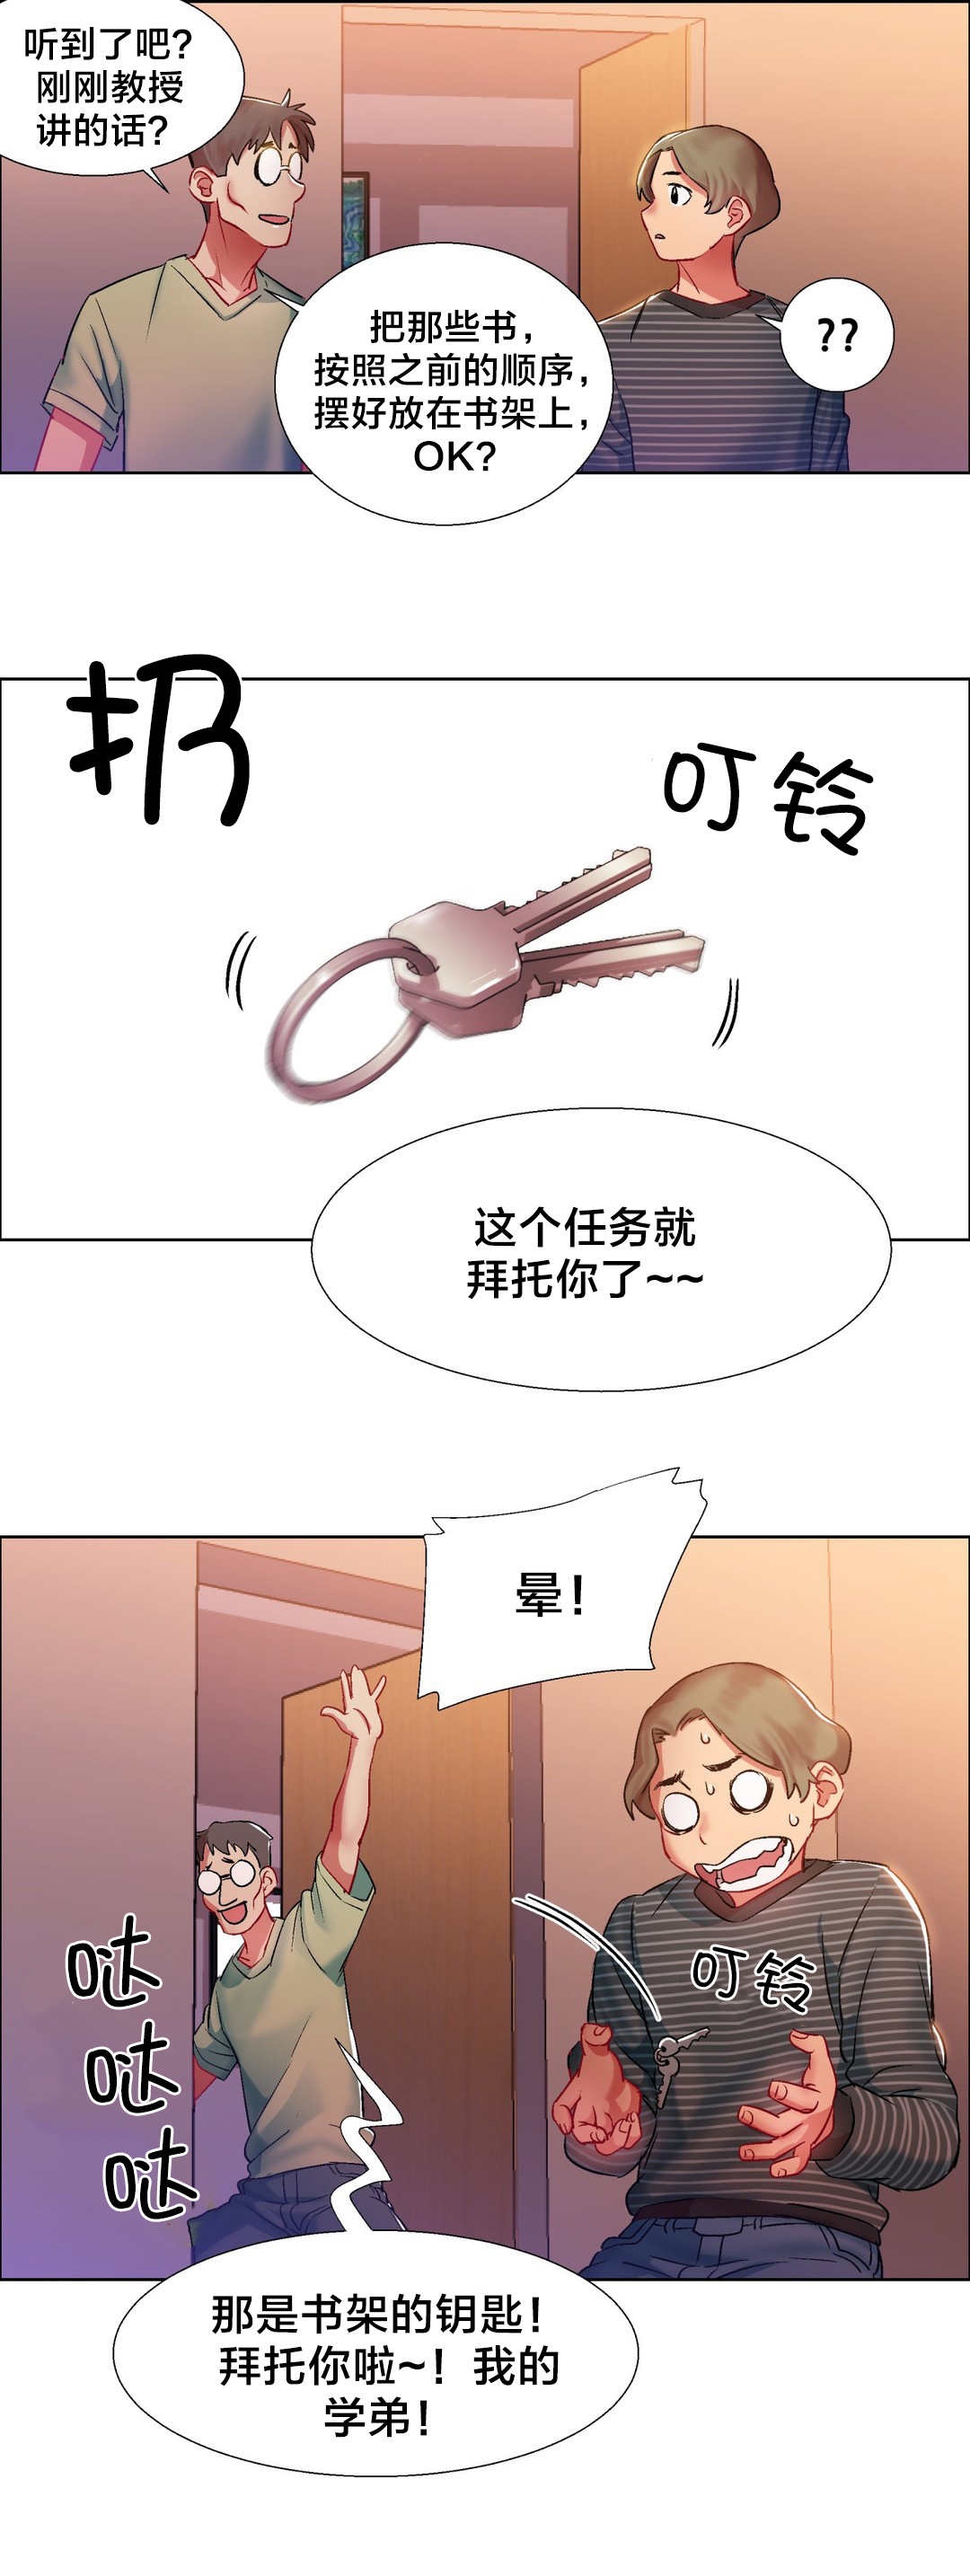 听到了吧?
刚刚教授
讲的话?
把那些书，
按照之前的顺序，
摆好放在书架上，
OK?
??
扔
叮铃
这个任务就
拜托你了~~
晕!
叮铃
哒
哒
哒
那是书架的钥匙!
拜托你啦~! 我的
学弟!